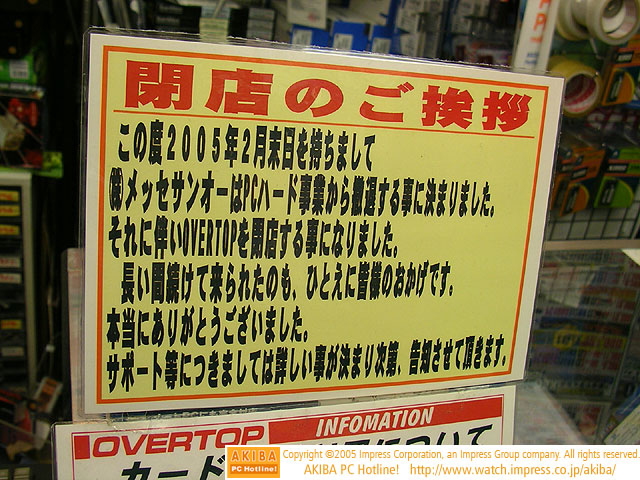 閉店のご挨拶
この度2005年2月末日を持ちまして
㈱メッセサンオーはPCハード事業から撤退する事に決まりました。
それに伴いOVERTOPを閉店する事になりました。
長い間続けて来られたのも、ひとえに皆様のおかげです。
本当にありがとうございました。
サポート等につきましては詳しい事が決まり次第、告知させて頂きます。
OVERTOP INFOMATION
カード
について
AKIBA
PC Hotline!
Copyright ©2005 Impress Corporation, an Impress Group company. All rights reserved.
AKIBA PC Hotline! http://www.watch.impress.co.jp/akiba/